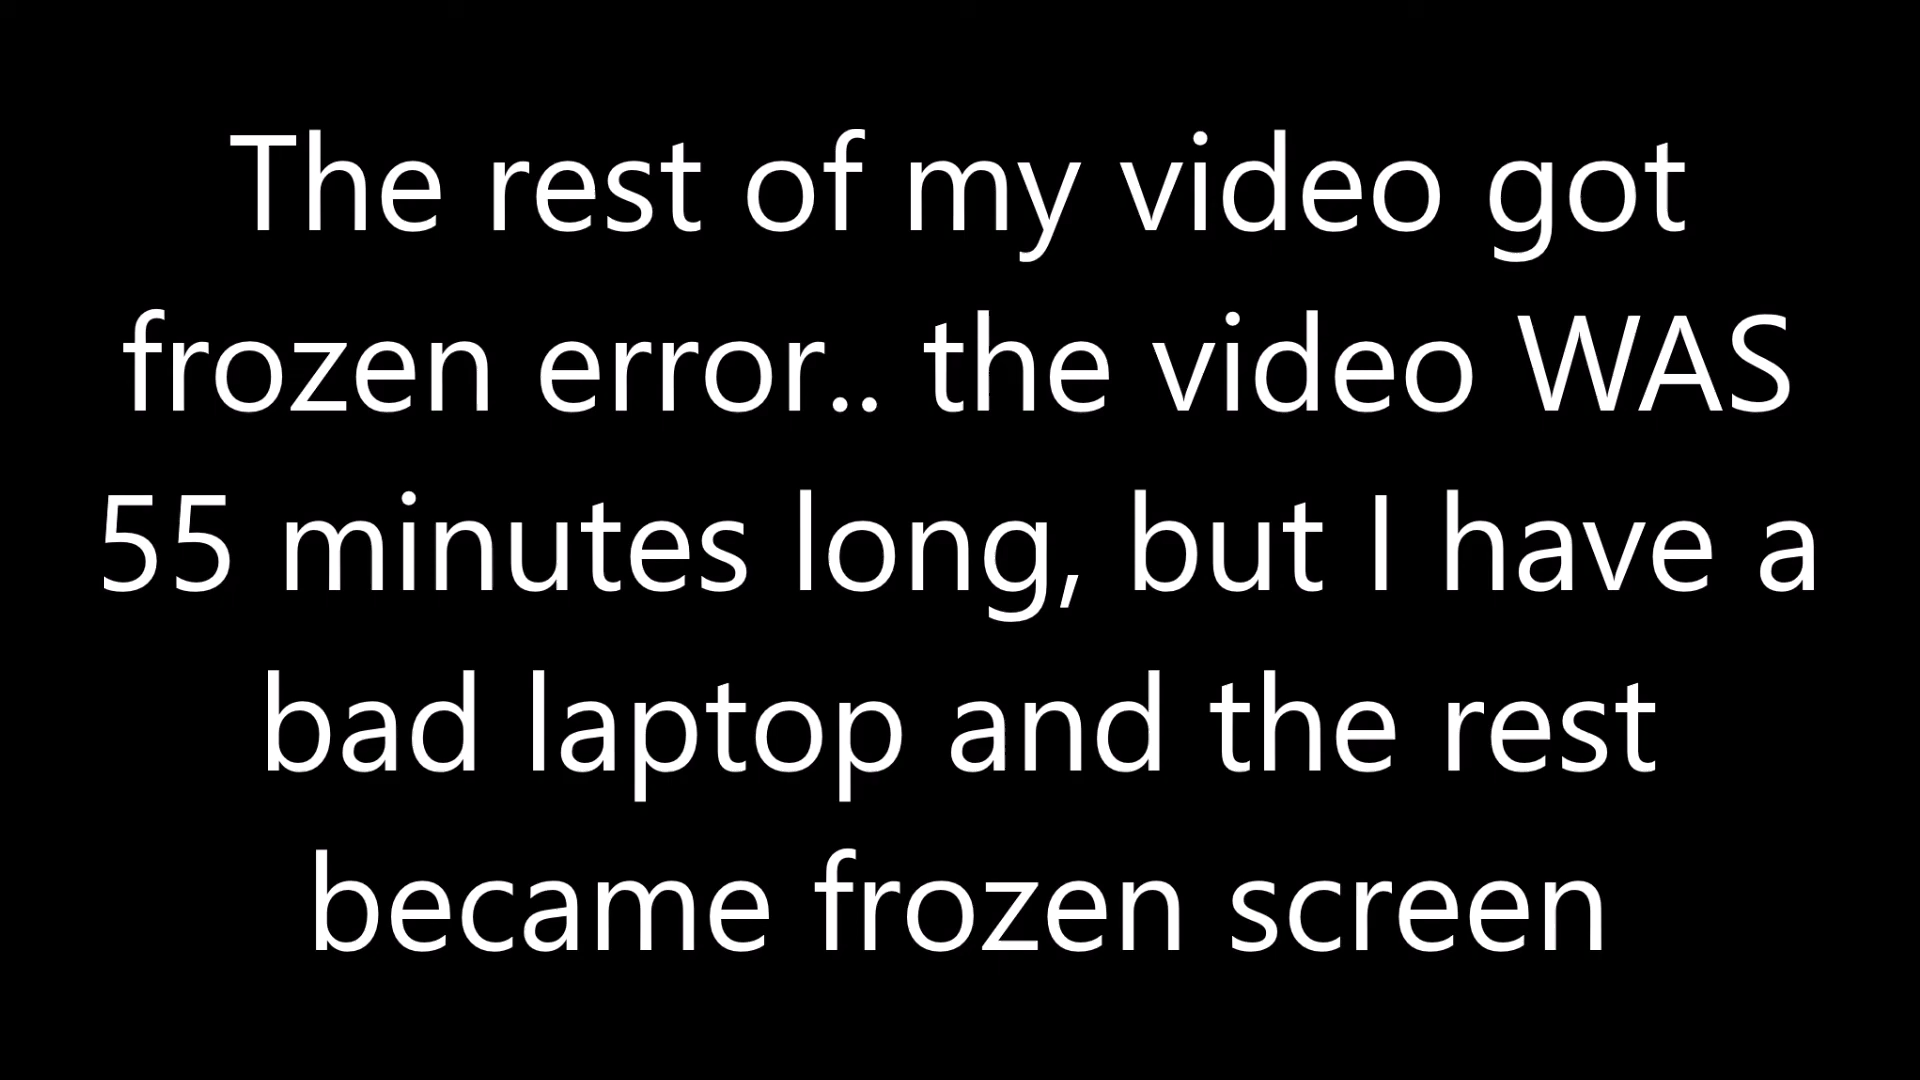 The rest of my video got
frozen error.. the video WAS
55 minutes long, but I have a
bad laptop and the rest
became frozen screen